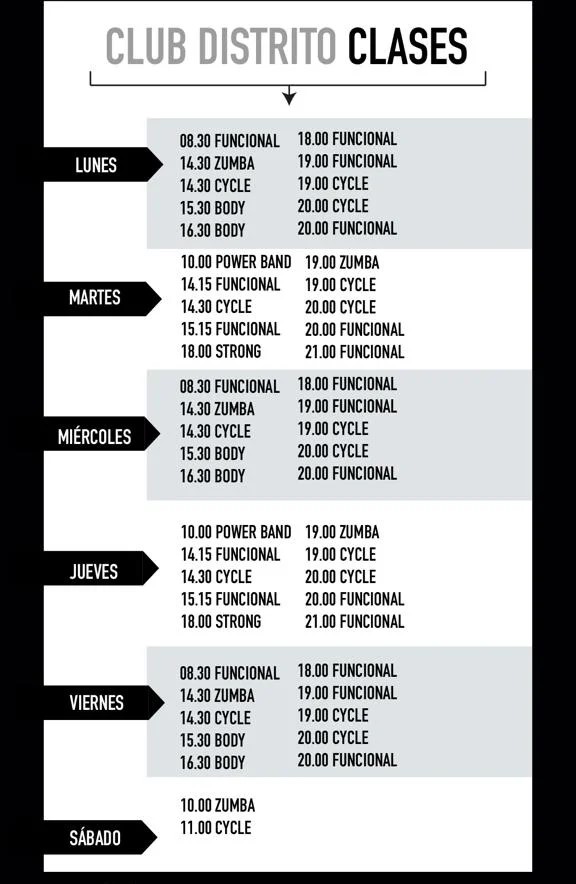 CLUB DISTRITO CLASES
LUNES
08.30 FUNCIONAL
14.30 ZUMBA
14.30 CYCLE
15.30 BODY
16.30 BODY
18.00 FUNCIONAL
19.00 FUNCIONAL
19.00 CYCLE
20.00 CYCLE
20.00 FUNCIONAL
MARTES
10.00 POWER BAND
14.15 FUNCIONAL
14.30 CYCLE
15.15 FUNCIONAL
18.00 STRONG
19.00 ZUMBA
19.00 CYCLE
20.00 CYCLE
20.00 FUNCIONAL
21.00 FUNCIONAL
MIÉRCOLES
08.30 FUNCIONAL
14.30 ZUMBA
14.30 CYCLE
15.30 BODY
16.30 BODY
18.00 FUNCIONAL
19.00 FUNCIONAL
19.00 CYCLE
20.00 CYCLE
20.00 FUNCIONAL
JUEVES
10.00 POWER BAND
14.15 FUNCIONAL
14.30 CYCLE
15.15 FUNCIONAL
18.00 STRONG
19.00 ZUMBA
19.00 CYCLE
20.00 CYCLE
20.00 FUNCIONAL
21.00 FUNCIONAL
VIERNES
08.30 FUNCIONAL
14.30 ZUMBA
14.30 CYCLE
15.30 BODY
16.30 BODY
18.00 FUNCIONAL
19.00 FUNCIONAL
19.00 CYCLE
20.00 CYCLE
20.00 FUNCIONAL
SÁBADO
10.00 ZUMBA
11.00 CYCLE